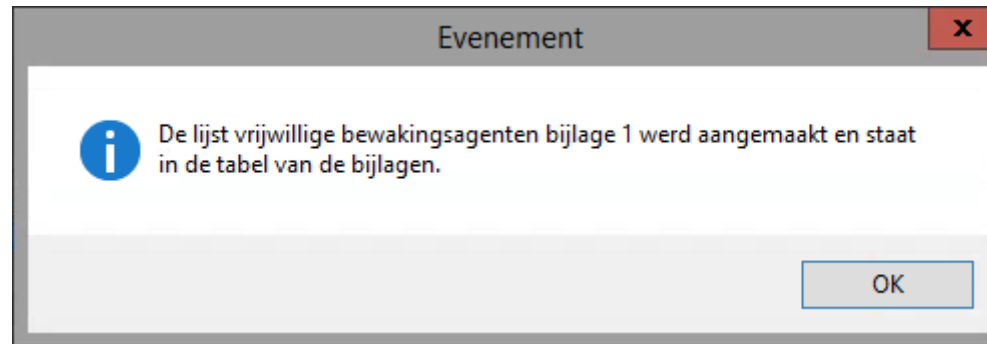 Evenement
x
De lijst vrijwillige bewakingsagenten bijlage 1 werd aangemaakt en staat
in de tabel van de bijlagen.
OK